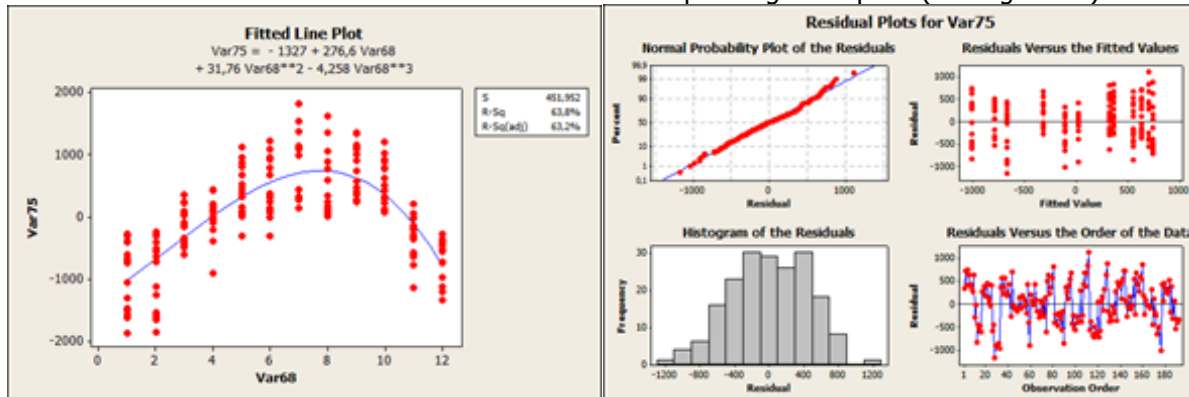 Fitted Line Plot
Var75 = - 1327 + 276,6 Var68
+ 31,76 Var68**2 - 4,258 Var68**3
S 451,952
R-Sq 63,8%
R-Sq(adj) 63,2%
2000
1000
0
-1000
-2000
Var75
0 2 4 6 8 10 12
Var68
Residual Plots for Var75
Normal Probability Plot of the Residuals
99,9
99
90
50
10
1
0,1
Percent
-1000 0 1000
Residual
Residuals Versus the Fitted Values
1000
500
0
-500
-1000
Residual
-1000 -500 0 500 1000
Fitted Value
Histogram of the Residuals
30
20
10
0
Frequency
-1200 -800 -400 0 400 800 1200
Residual
Residuals Versus the Order of the Data
1000
500
0
-500
-1000
Residual
1 20 40 60 80 100 120 140 160 180
Observation Order